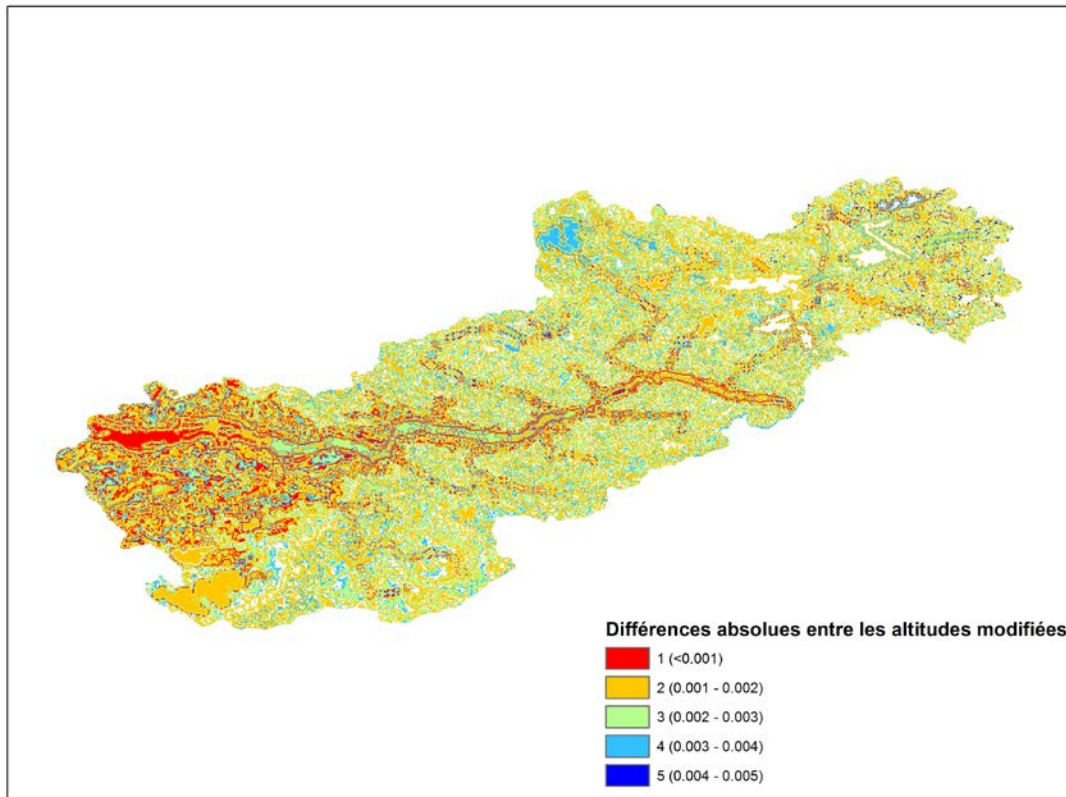 Différences absolues entre les altitudes modifiées
1 (<0.001)
2 (0.001 - 0.002)
3 (0.002 - 0.003)
4 (0.003 - 0.004)
5 (0.004 - 0.005)